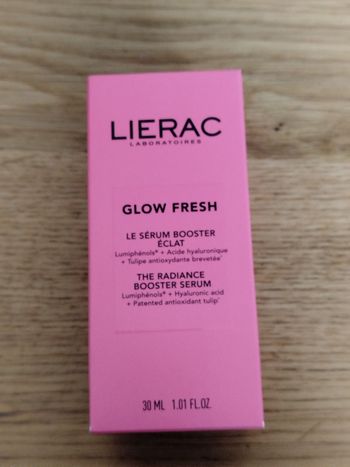 LIERAC
LABORATOIRES
GLOW FRESH
LE SÉRUM BOOSTER
ÉCLAT
Lumiphénols® + Acide hyaluronique
+ Tulipe antioxydante brevetée*
THE RADIANCE
BOOSTER SERUM
Lumiphénols® + Hyaluronic acid
+ Patented antioxidant tulip*
30 ML 1.01 FL.OZ.